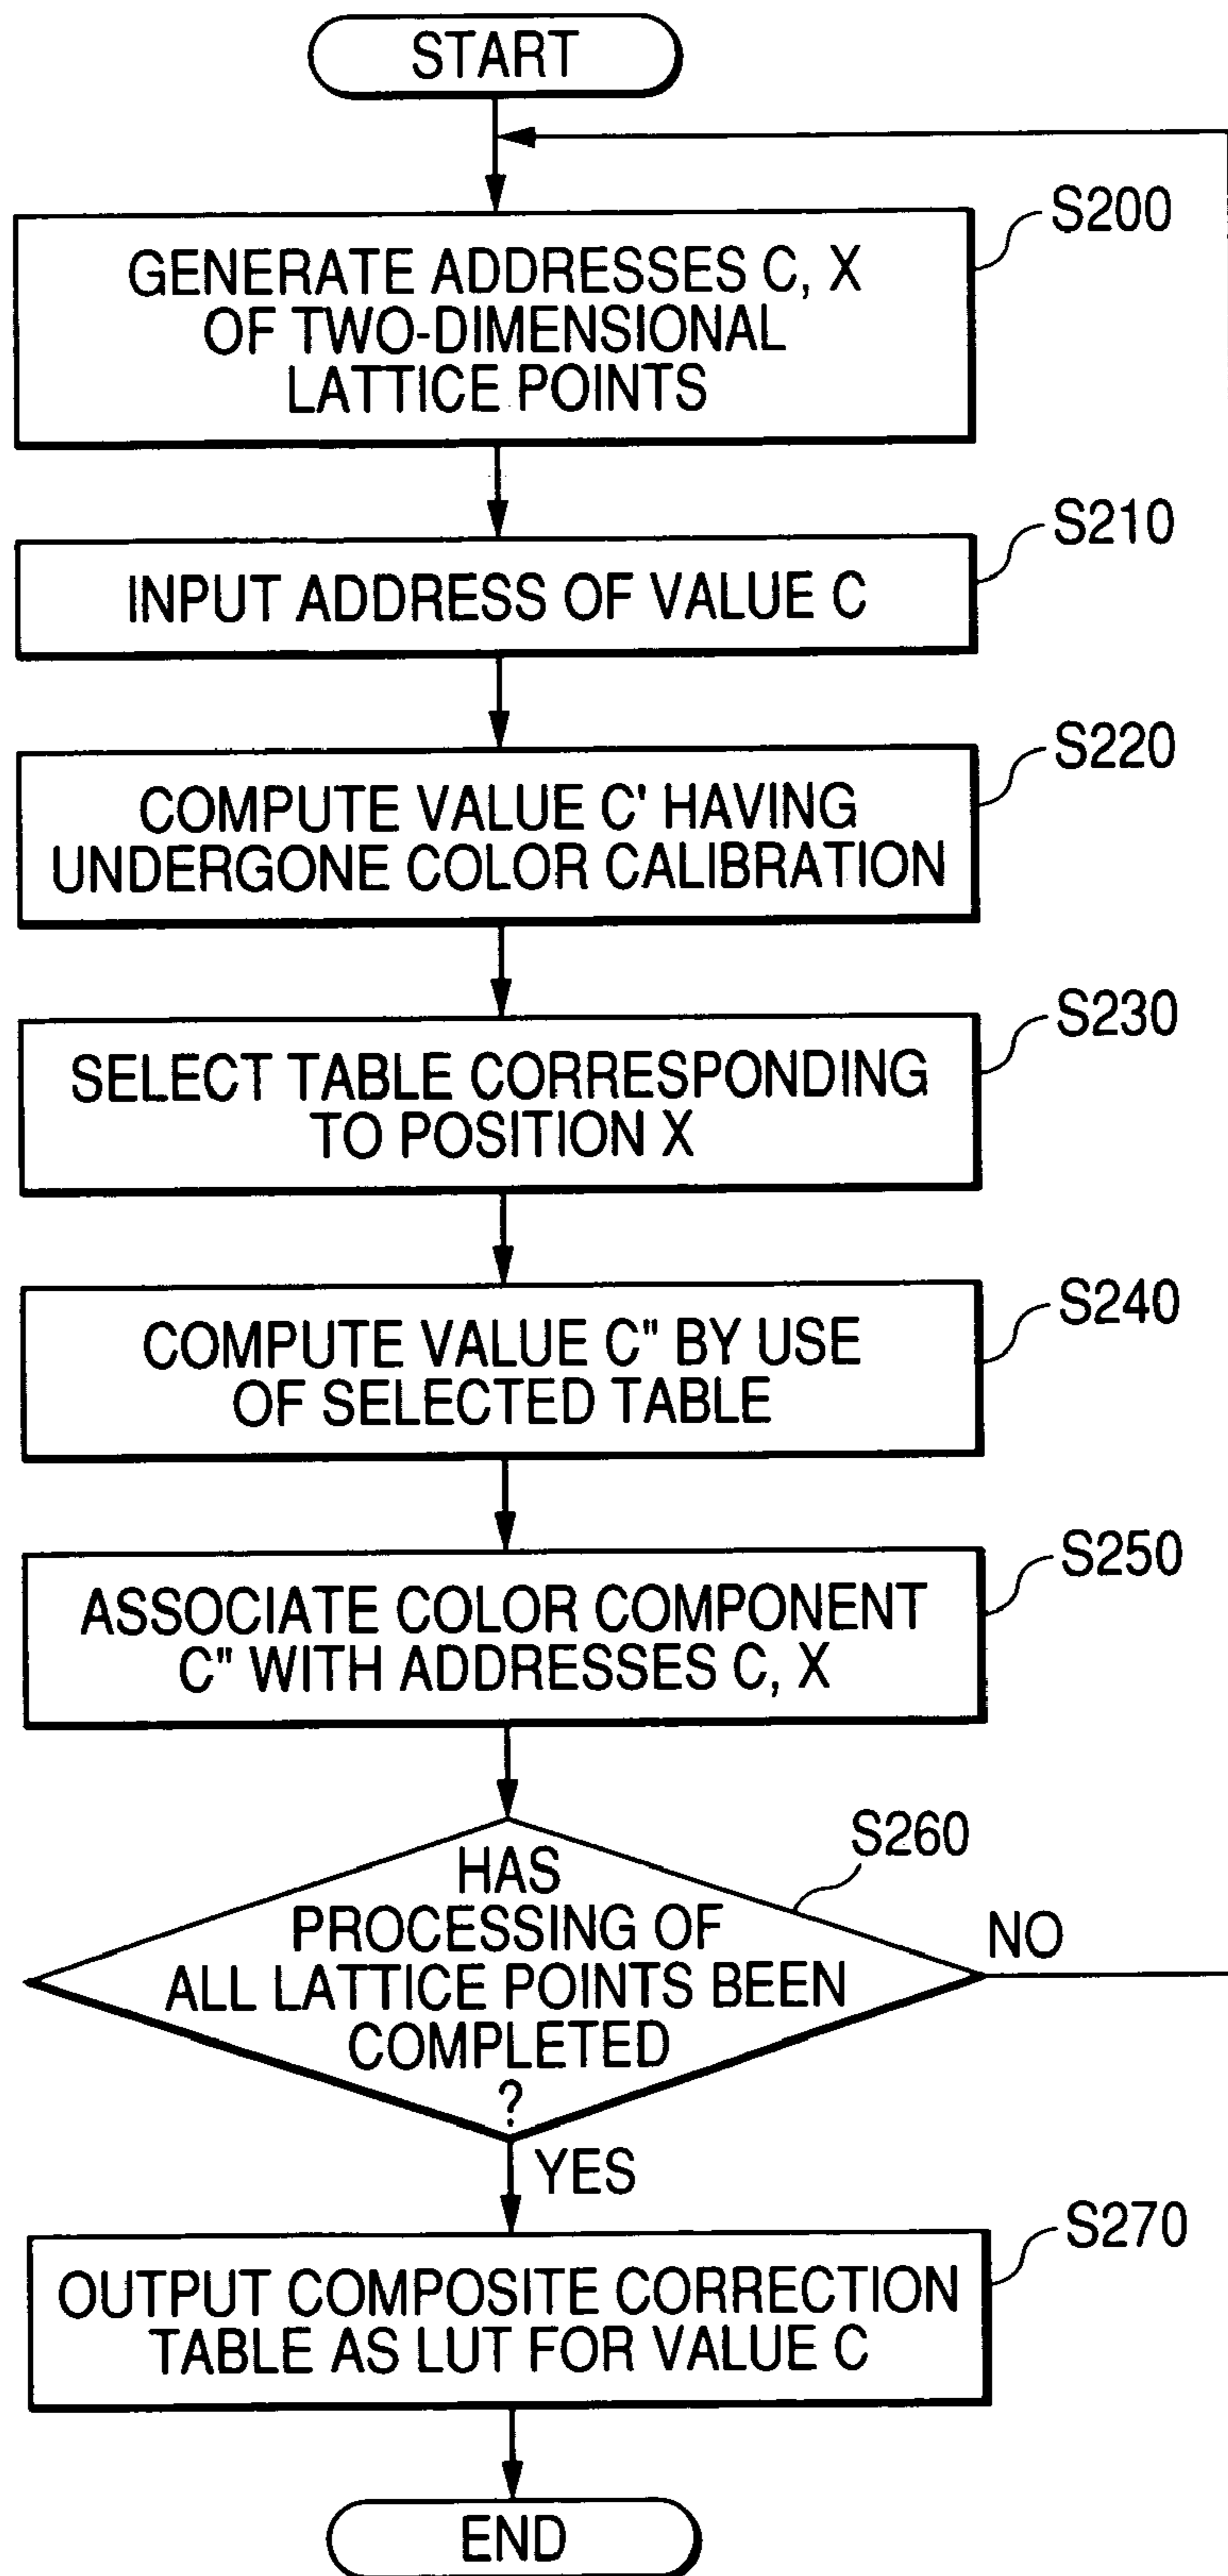 START
S200
GENERATE ADDRESSES C, X
OF TWO-DIMENSIONAL
LATTICE POINTS
S210
INPUT ADDRESS OF VALUE C
S220
COMPUTE VALUE C' HAVING
UNDERGONE COLOR CALIBRATION
S230
SELECT TABLE CORRESPONDING
TO POSITION X
S240
COMPUTE VALUE C" BY USE
OF SELECTED TABLE
S250
ASSOCIATE COLOR COMPONENT
C" WITH ADDRESSES C, X
S260
HAS
PROCESSING OF
ALL LATTICE POINTS BEEN
COMPLETED
?
NO
YES
S270
OUTPUT COMPOSITE CORRECTION
TABLE AS LUT FOR VALUE C
END